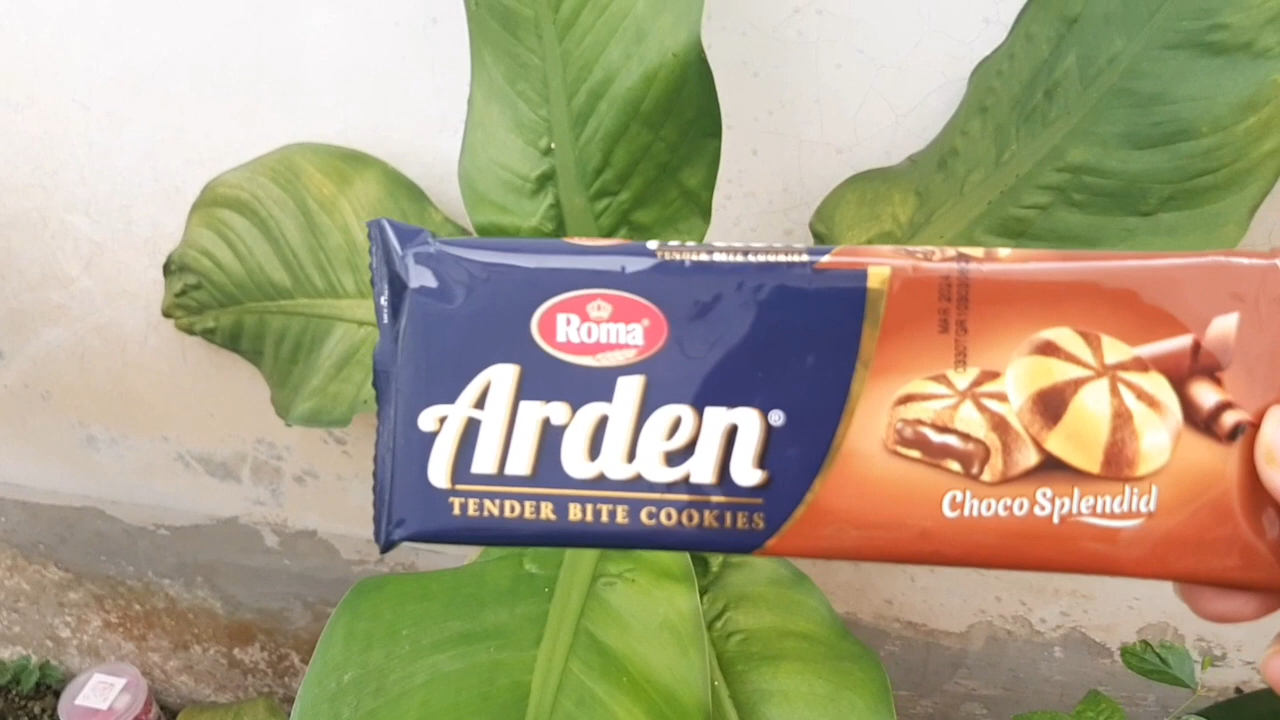 TENDER BITE COOKIES
Roma
Arden®
TENDER BITE COOKIES
Choco Splendid